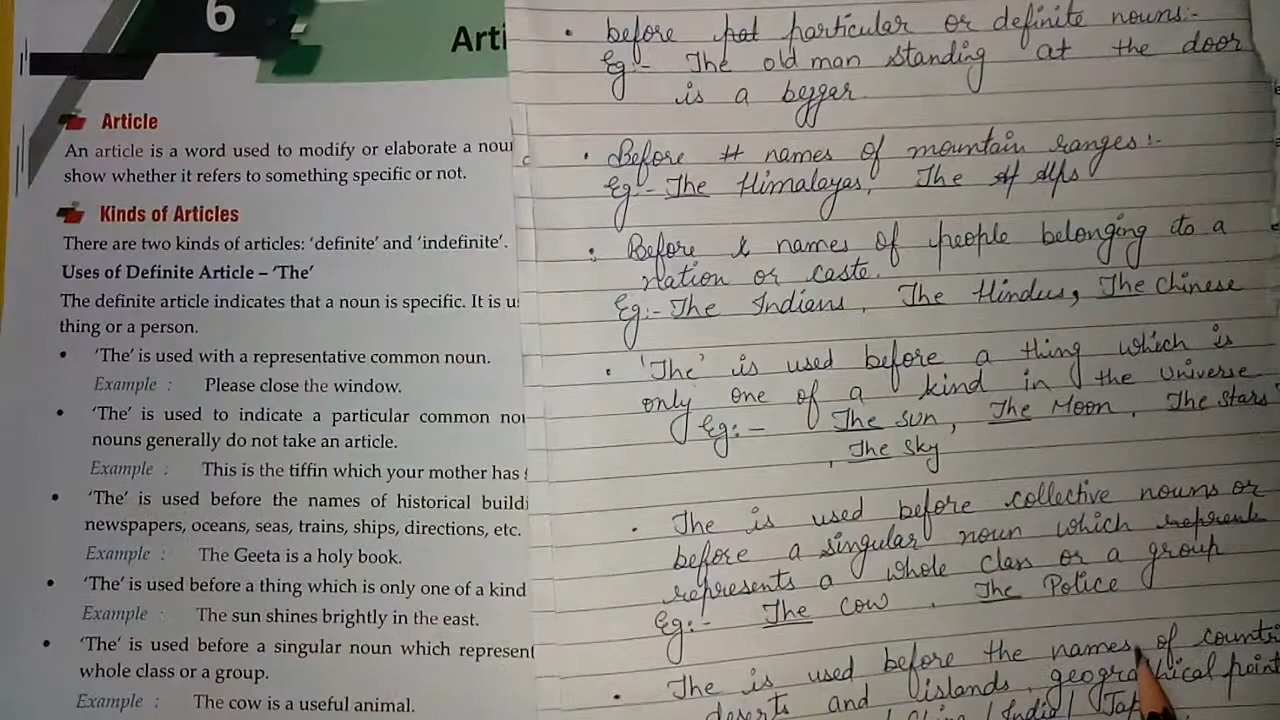 6
Arti
Article
An article is a word used to modify or elaborate a nou
show whether it refers to something specific or not.
Kinds of Articles
There are two kinds of articles: 'definite' and 'indefinite'.
Uses of Definite Article – 'The'
The definite article indicates that a noun is specific. It is u
thing or a person.
• 'The' is used with a representative common noun.
Example : Please close the window.
• 'The' is used to indicate a particular common no
nouns generally do not take an article.
Example : This is the tiffin which your mother has
• 'The' is used before the names of historical build
newspapers, oceans, seas, trains, ships, directions, etc.
Example : The Geeta is a holy book.
• 'The' is used before a thing which is only one of a kind
Example : The sun shines brightly in the east.
• 'The' is used before a singular noun which represent
whole class or a group.
Example : The cow is a useful animal.
• before particular or definite nouns:-
Eg:- The old man standing at the door
is a beggar.
• Before names of mountain ranges:-
Eg:- The Himalayas, The Alps
• Before names of people belonging to a
nation or caste.
Eg:- The Indians, The Hindus, The Chinese
• 'The' is used before a thing which is
only one of a kind in the universe
Eg:- The Sun, The Moon, The Stars
, The Sky
• The is used before collective nouns or
before a singular noun which
represents a whole class or a group
Eg:- The Cow, The Police
• The is used before the names of countri
deserts and islands, geographical point
India